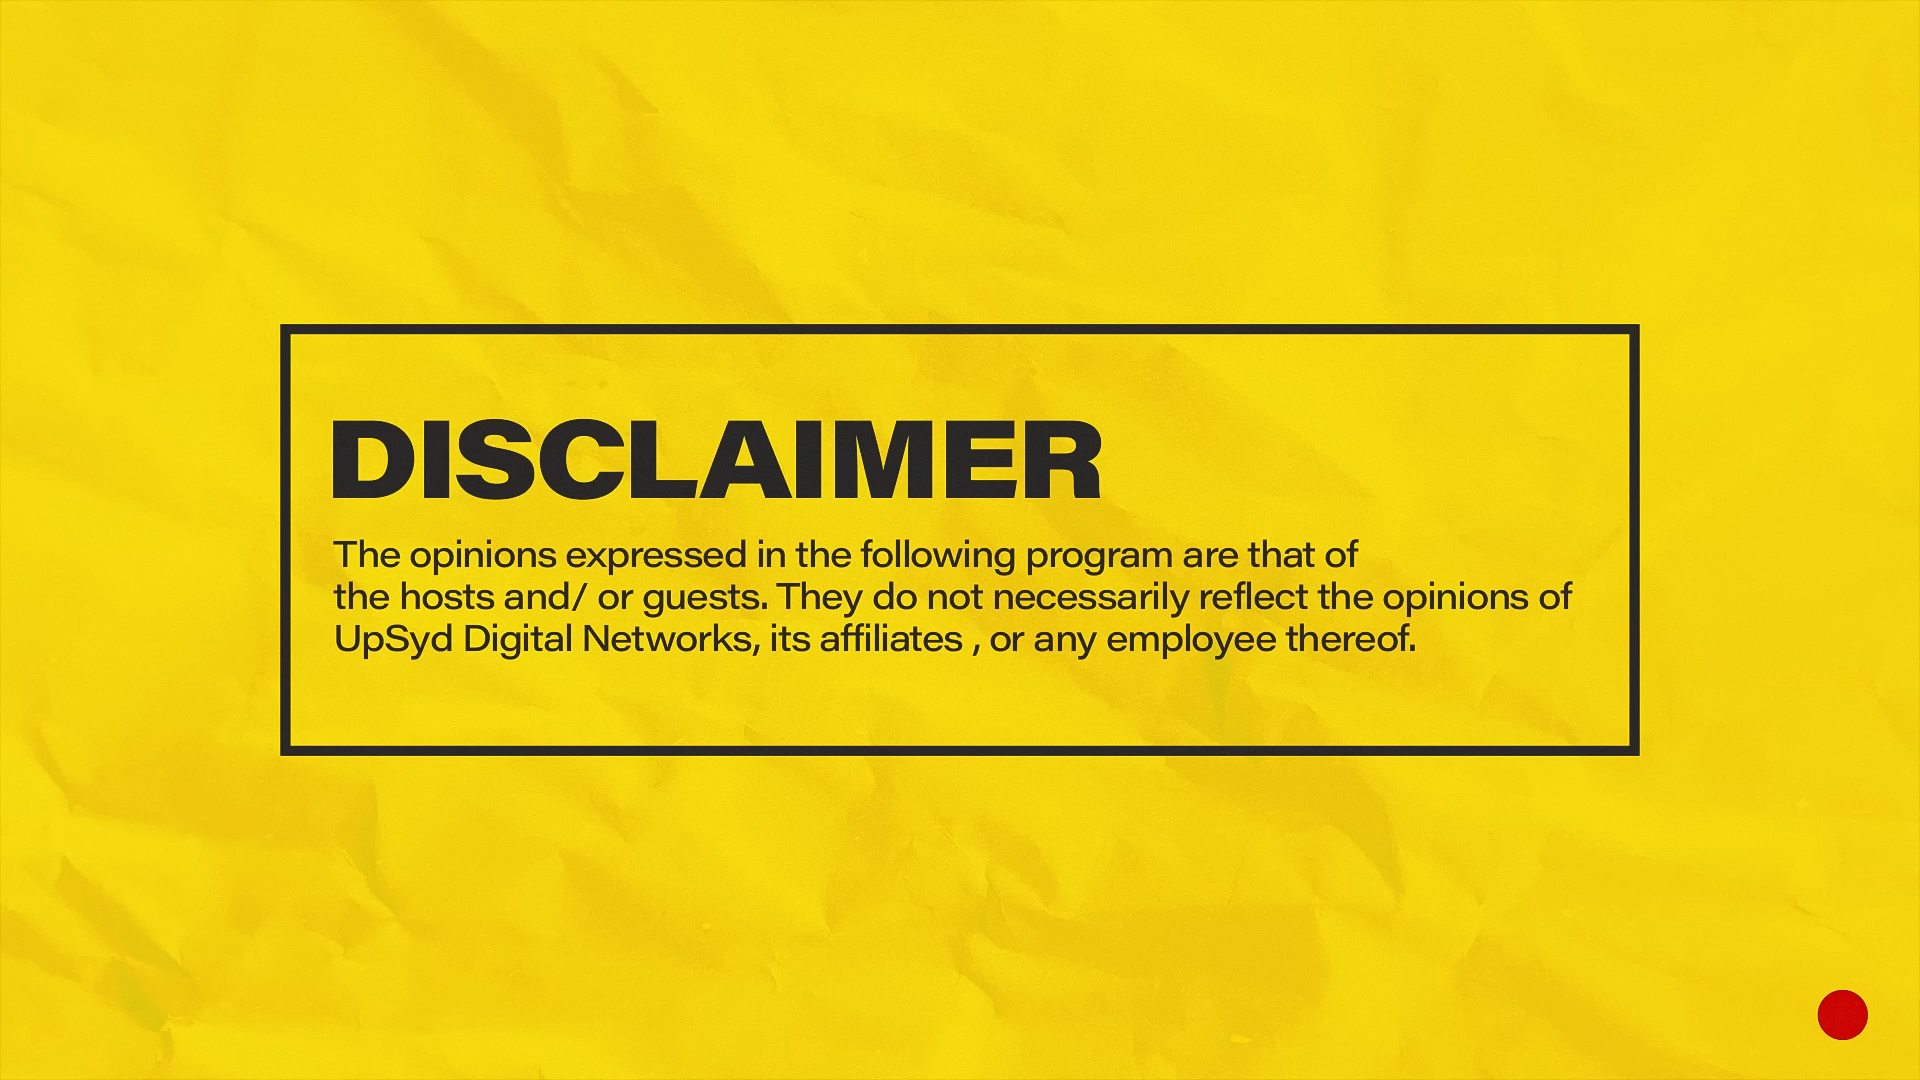 DISCLAIMER
The opinions expressed in the following program are that of
the hosts and/ or guests. They do not necessarily reflect the opinions of
UpSyd Digital Networks, its affiliates , or any employee thereof.